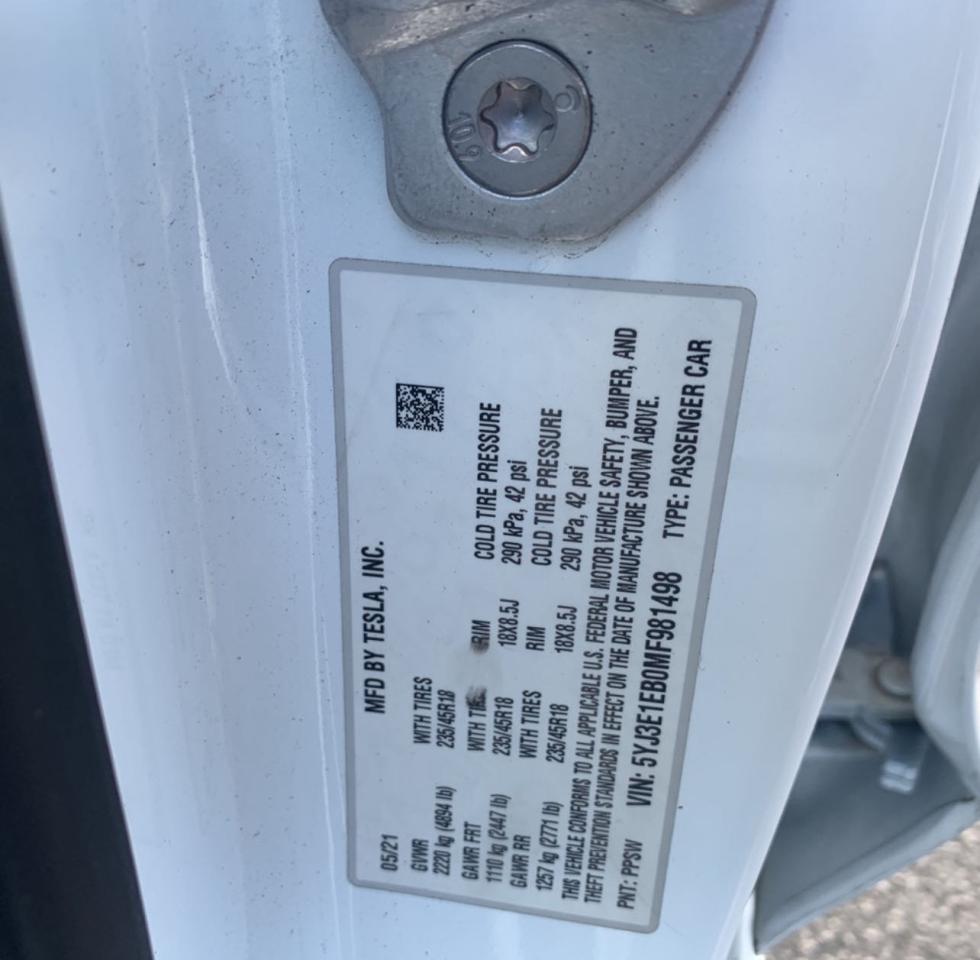 10.9
05/21 MFD BY TESLA, INC.
GVWR WITH TIRES
2220 kg (4894 lb) 235/45R18
GAWR FRT WITH RIM COLD TIRE PRESSURE
1110 kg (2447 lb) 235/45R18 18X8.5J 290 kPa, 42 psi
GAWR RR WITH TIRES RIM COLD TIRE PRESSURE
1257 kg (2771 lb) 235/45R18 18X8.5J 290 kPa, 42 psi
THIS VEHICLE CONFORMS TO ALL APPLICABLE U.S. FEDERAL MOTOR VEHICLE SAFETY, BUMPER, AND
THEFT PREVENTION STANDARDS IN EFFECT ON THE DATE OF MANUFACTURE SHOWN ABOVE.
PNT: PPSW VIN: 5YJ3E1EB0MF981498 TYPE: PASSENGER CAR